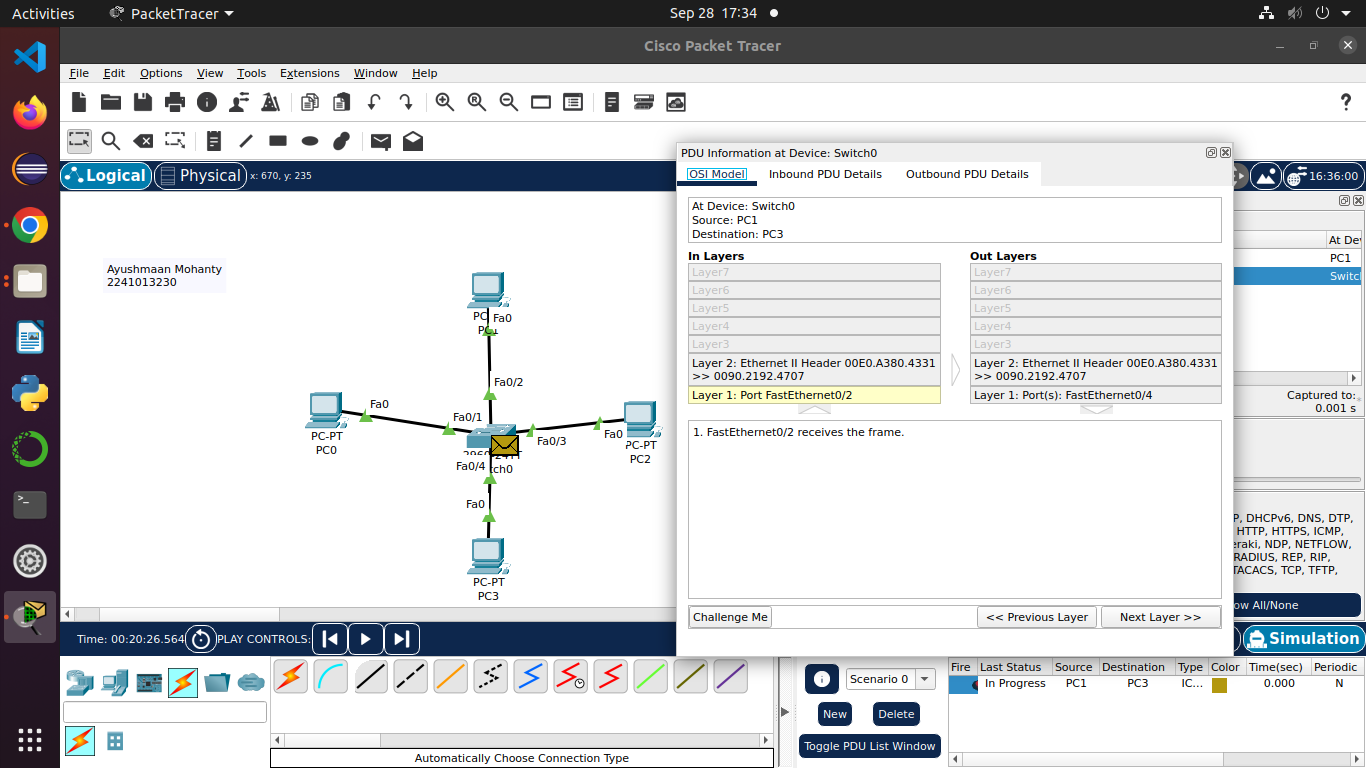 Activities
PacketTracer
Sep 28 17:34
Cisco Packet Tracer
File Edit Options View Tools Extensions Window Help
Logical
Physical
x: 670, y: 235
16:36:00
PDU Information at Device: Switch0
OSI Model
Inbound PDU Details
Outbound PDU Details
At Device: Switch0
Source: PC1
Destination: PC3
In Layers
Layer7
Layer6
Layer5
Layer4
Layer3
Layer 2: Ethernet II Header 00E0.A380.4331
>> 0090.2192.4707
Layer 1: Port FastEthernet0/2
Out Layers
Layer7
Layer6
Layer5
Layer4
Layer3
Layer 2: Ethernet II Header 00E0.A380.4331
>> 0090.2192.4707
Layer 1: Port(s): FastEthernet0/4
1. FastEthernet0/2 receives the frame.
Challenge Me
<< Previous Layer
Next Layer >>
At Dev
PC1
Switch
Captured to:
0.001 s
P, DHCPv6, DNS, DTP,
HTTP, HTTPS, ICMP,
eraki, NDP, NETFLOW,
RADIUS, REP, RIP,
TACACS, TCP, TFTP,
ow All/None
Ayushmaan Mohanty
2241013230
Fa0
Fa0/2
Fa0
PC-PT
PC0
Fa0/1
Fa0/3
Fa0
PC-PT
PC2
Fa0/4
tch0
Fa0
PC-PT
PC3
Time: 00:20:26.564
PLAY CONTROLS:
Simulation
Automatically Choose Connection Type
Scenario 0
New
Delete
Toggle PDU List Window
Fire Last Status Source Destination Type Color Time(sec) Periodic
In Progress PC1 PC3 IC... 0.000 N